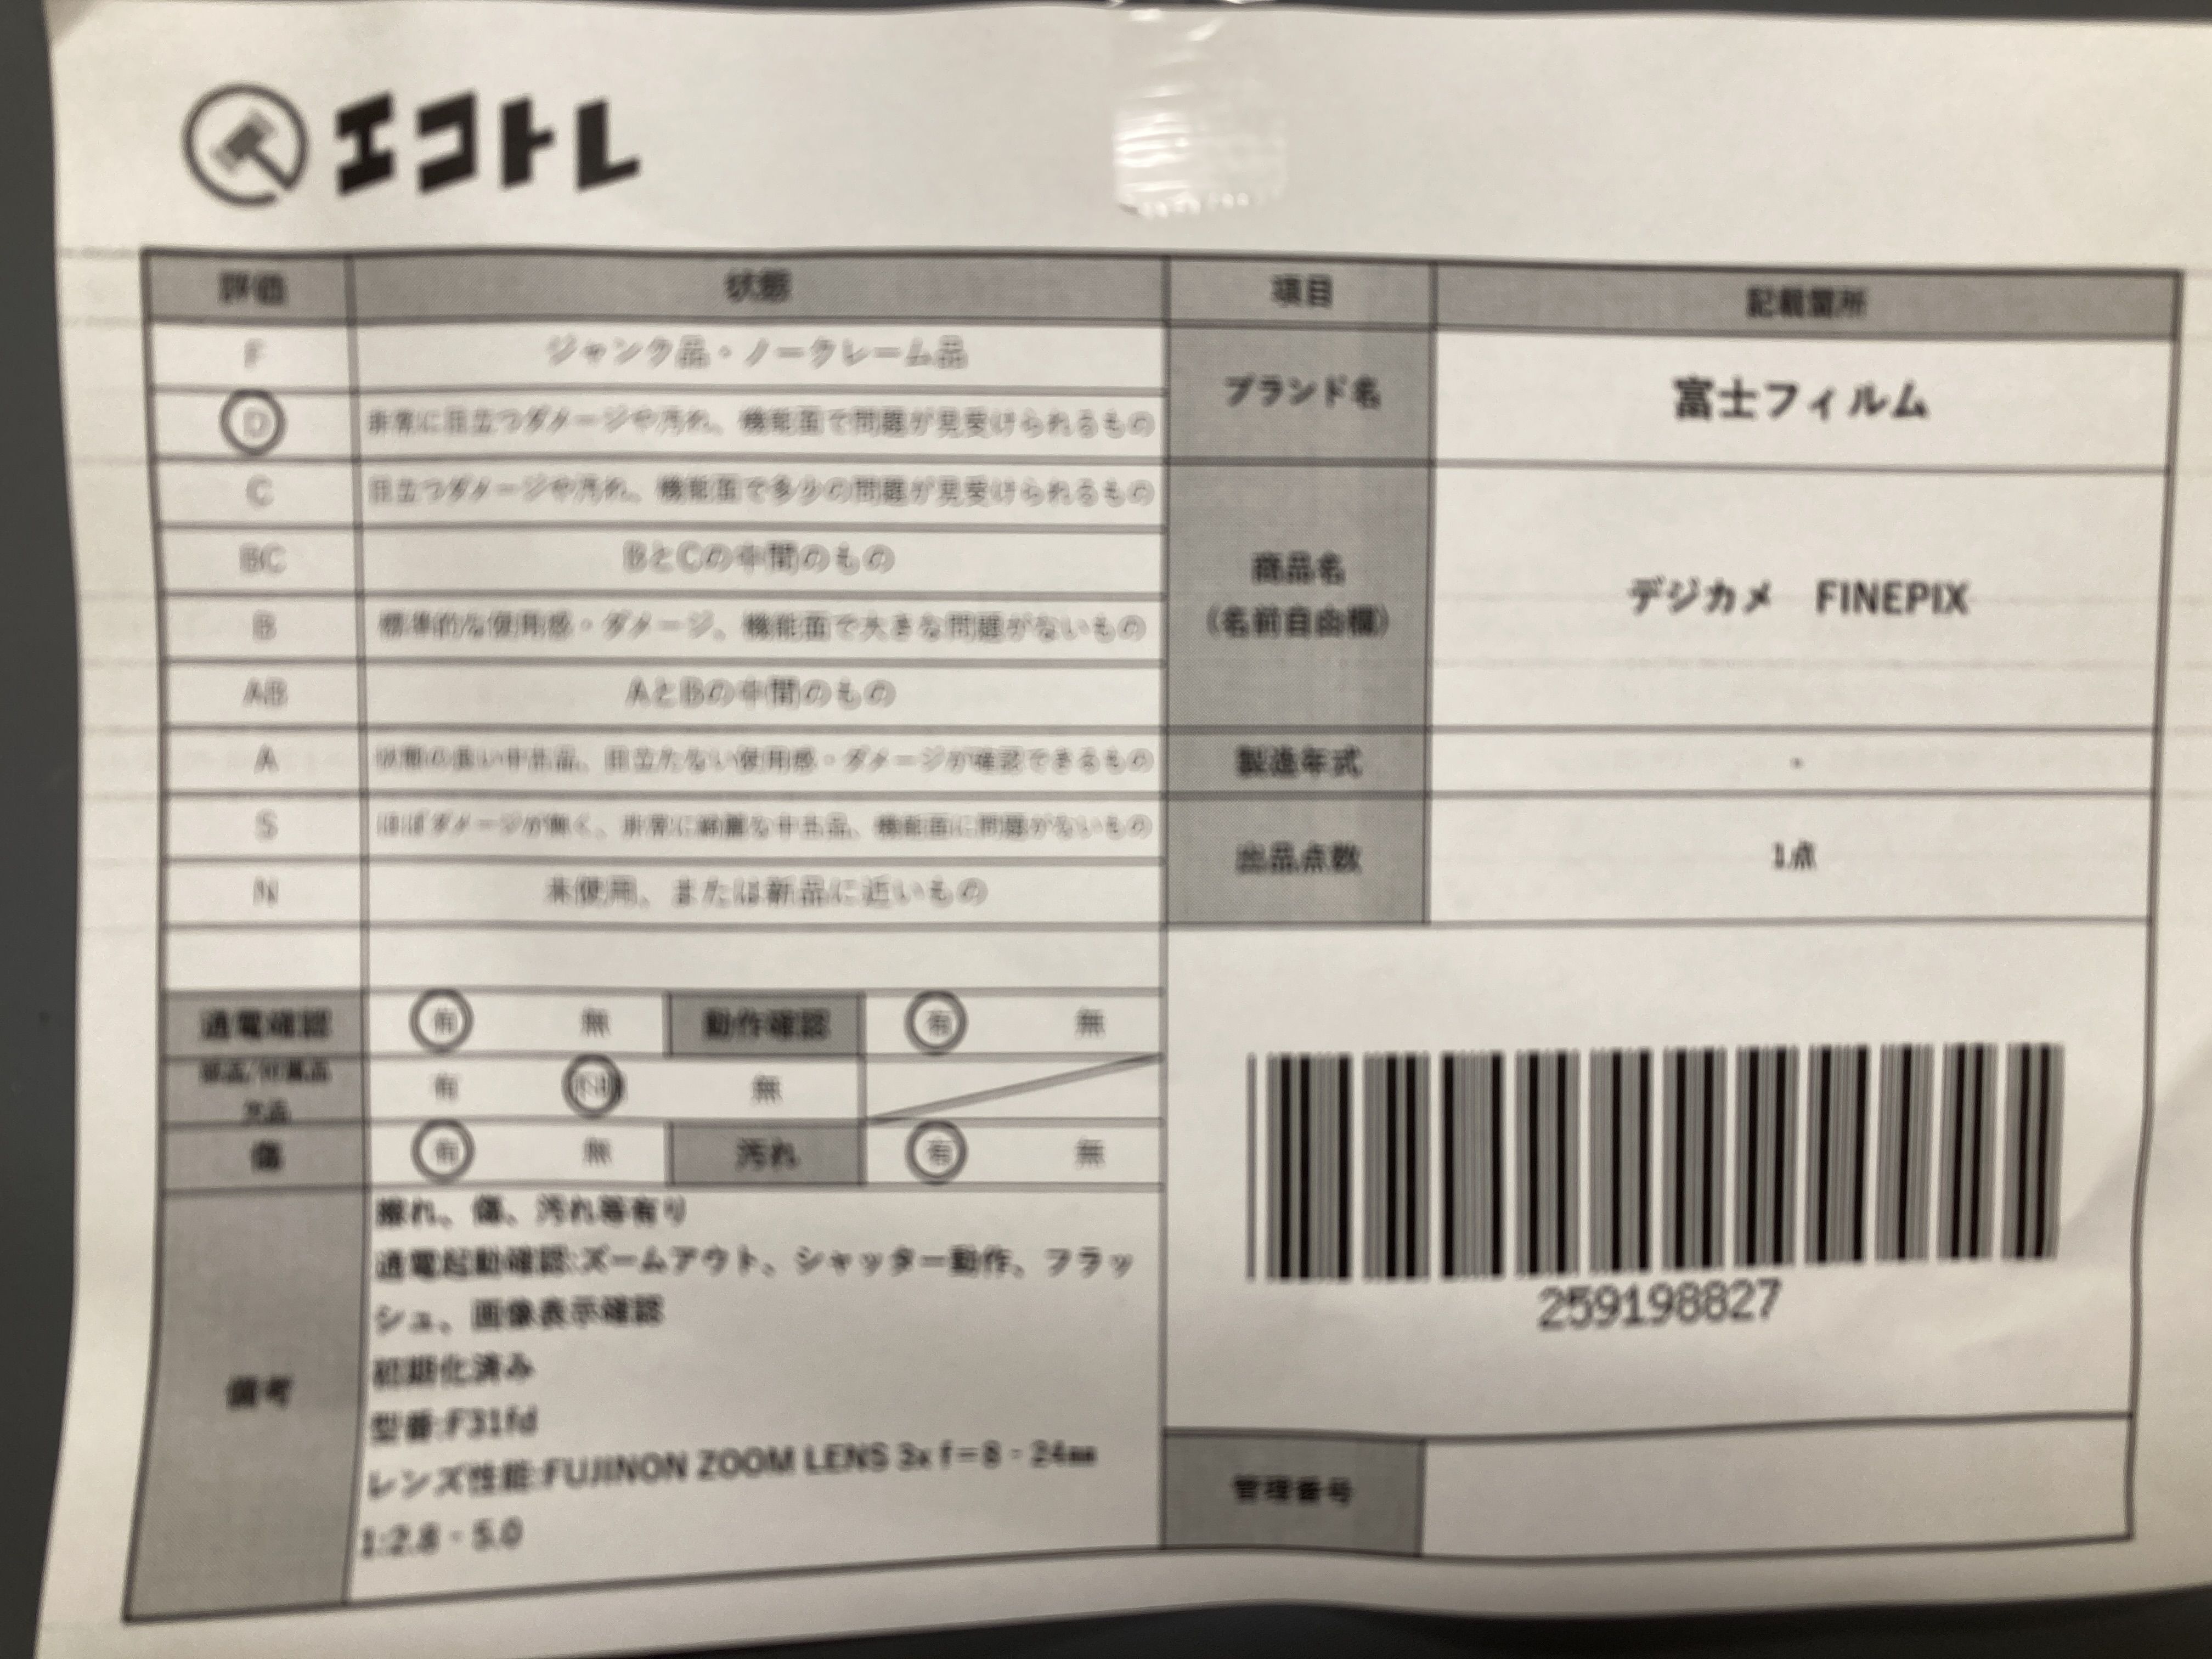 エコトレ
評価 状態
F ジャンク品・ノークレーム品
D 非常に目立つダメージや汚れ、機能面で問題が見受けられるもの
C 目立つダメージや汚れ、機能面で多少の問題が見受けられるもの
BC BとCの中間のもの
B 標準的な使用感・ダメージ、機能面で大きな問題がないもの
AB AとBの中間のもの
A 状態の良い中古品、目立たない使用感・ダメージが確認できるもの
S ほぼダメージが無く、非常に綺麗な中古品、機能面に問題がないもの
N 未使用、または新品に近いもの
通電確認 有 無 動作確認 有 無
部品/付属品
欠品
有 無
傷 有 無 汚れ 有 無
備考
擦れ、傷、汚れ等有り
通電起動確認:ズームアウト、シャッター動作、フラッ
シュ、画像表示確認
初期化済み
型番:F31fd
レンズ性能:FUJINON ZOOM LENS 3x f=8-24mm
1:2.8-5.0
項目 記載箇所
ブランド名 富士フィルム
商品名
(名前自由欄)
デジカメ FINEPIX
製造年式 -
出品点数 1点
259198827
管理番号